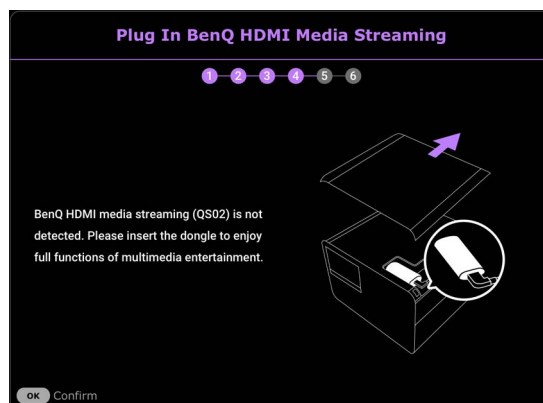 Plug In BenQ HDMI Media Streaming
1 2 3 4 5 6
BenQ HDMI media streaming (QS02) is not
detected. Please insert the dongle to enjoy
full functions of multimedia entertainment.
OK Confirm